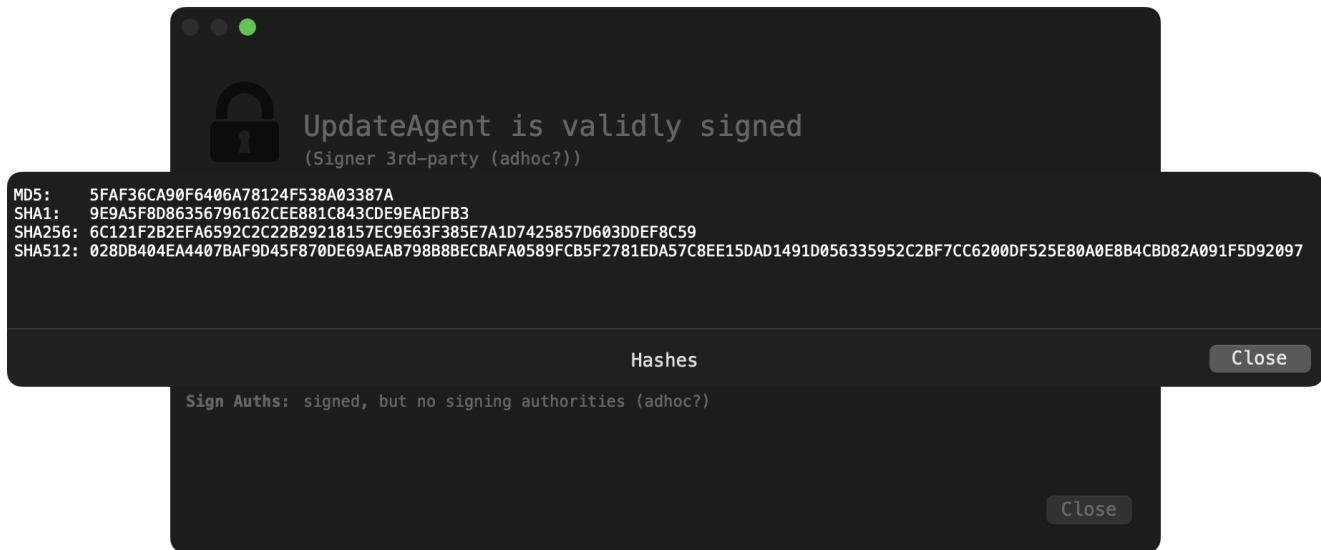 UpdateAgent is validly signed
(Signer 3rd-party (adhoc?))
MD5: 5FAF36CA90F6406A78124F538A03387A
SHA1: 9E9A5F8D86356796162CEE881C843CDE9EAEDFB3
SHA256: 6C121F2B2EFA6592C2C22B29218157EC9E63F385E7A1D7425857D603DDEF8C59
SHA512: 028DB404EA4407BAF9D45F870DE69AEAB798B8BECBAFA0589FCB5F2781EDA57C8EE15DAD1491D056335952C2BF7CC6200DF525E80A0E8B4CBD82A091F5D92097
Hashes
Close
Sign Auths: signed, but no signing authorities (adhoc?)
Close